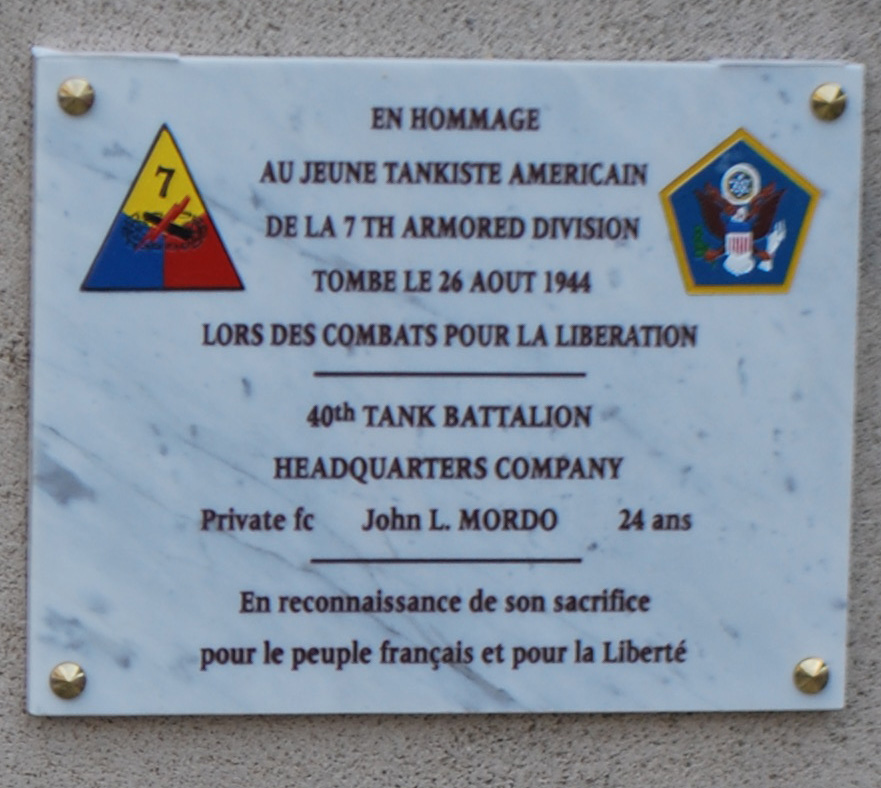 EN HOMMAGE
AU JEUNE TANKISTE AMERICAIN
DE LA 7 TH ARMORED DIVISION
TOMBE LE 26 AOUT 1944
LORS DES COMBATS POUR LA LIBERATION
7
40th TANK BATTALION
HEADQUARTERS COMPANY
Private fc John L. MORDO 24 ans
En reconnaissance de son sacrifice
pour le peuple français et pour la Liberté